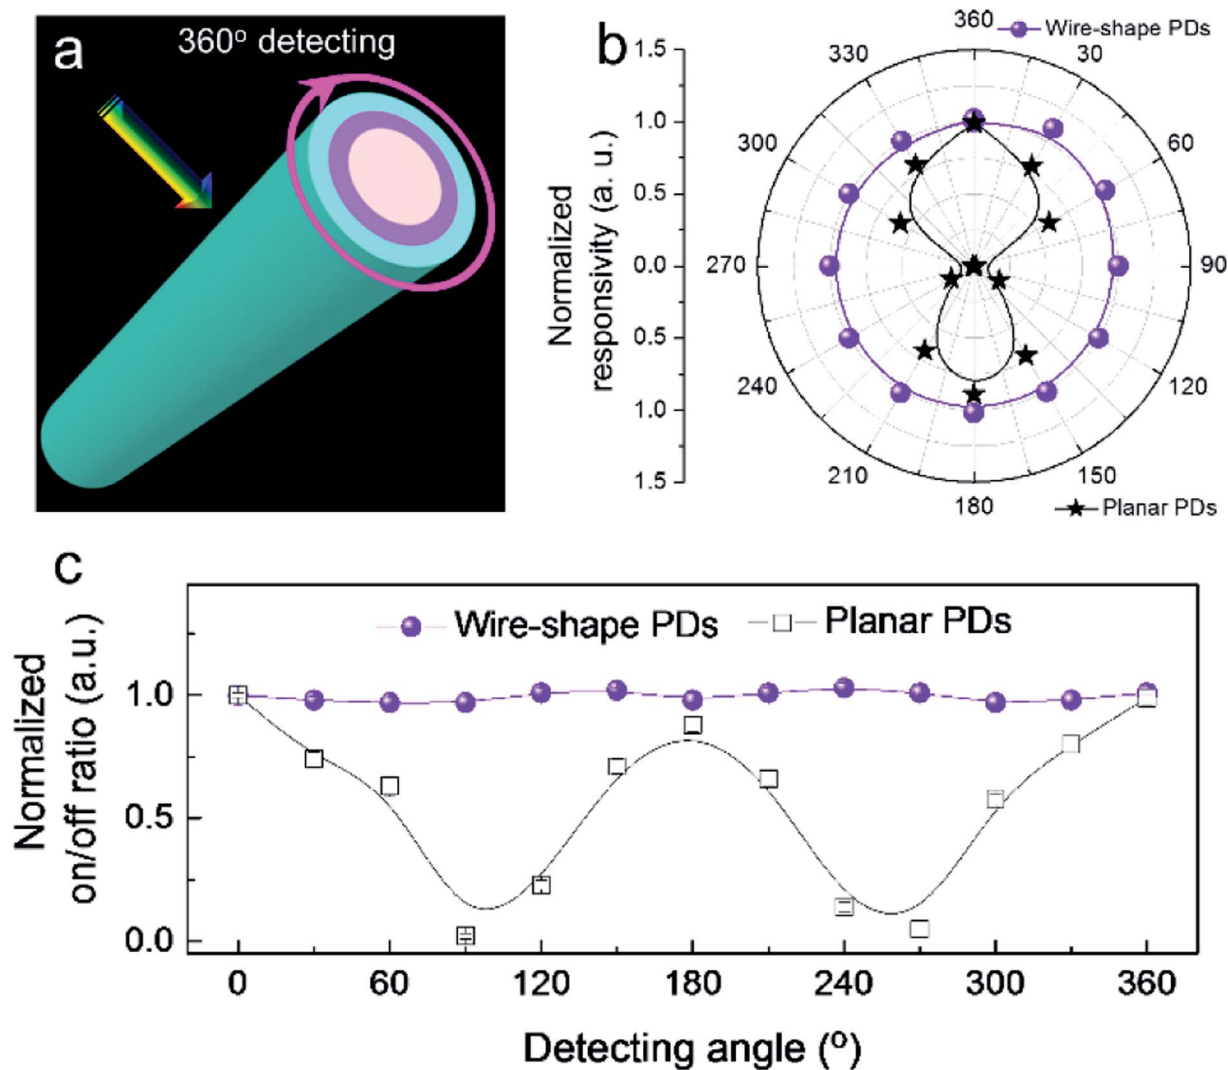 a
360° detecting
b
Wire-shape PDs
Normalized
responsivity (a. u.)
1.5
1.0
0.5
0.0
0.5
1.0
1.5
360
30
60
90
120
150
180
210
240
270
300
330
Planar PDs
c
Wire-shape PDs
Planar PDs
Normalized
on/off ratio (a.u.)
1.0
0.5
0.0
0 60 120 180 240 300 360
Detecting angle (º)